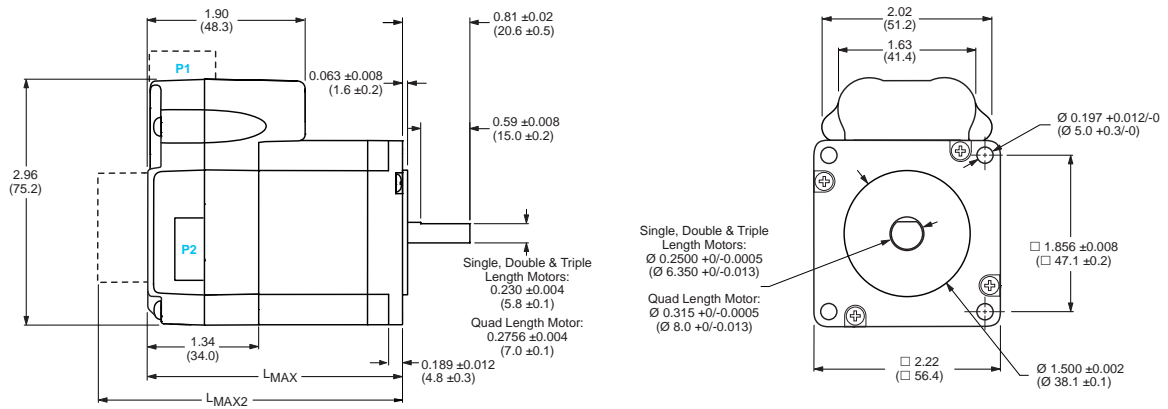 1.90
(48.3)
0.81 ±0.02
(20.6 ±0.5)
P1
0.063 ±0.008
(1.6 ±0.2)
0.59 ±0.008
(15.0 ±0.2)
2.96
(75.2)
P2
Single, Double & Triple
Length Motors:
0.230 ±0.004
(5.8 ±0.1)
Quad Length Motor:
0.2756 ±0.004
(7.0 ±0.1)
1.34
(34.0)
0.189 ±0.012
(4.8 ±0.3)
LMAX
LMAX2
2.02
(51.2)
1.63
(41.4)
Ø 0.197 +0.012/-0
(Ø 5.0 +0.3/-0)
Single, Double & Triple
Length Motors:
Ø 0.2500 +0/-0.0005
(Ø 6.350 +0/-0.013)
Quad Length Motor:
Ø 0.315 +0/-0.0005
(Ø 8.0 +0/-0.013)
□ 1.856 ±0.008
(□ 47.1 ±0.2)
□ 2.22
(□ 56.4)
Ø 1.500 ±0.002
(Ø 38.1 ±0.1)